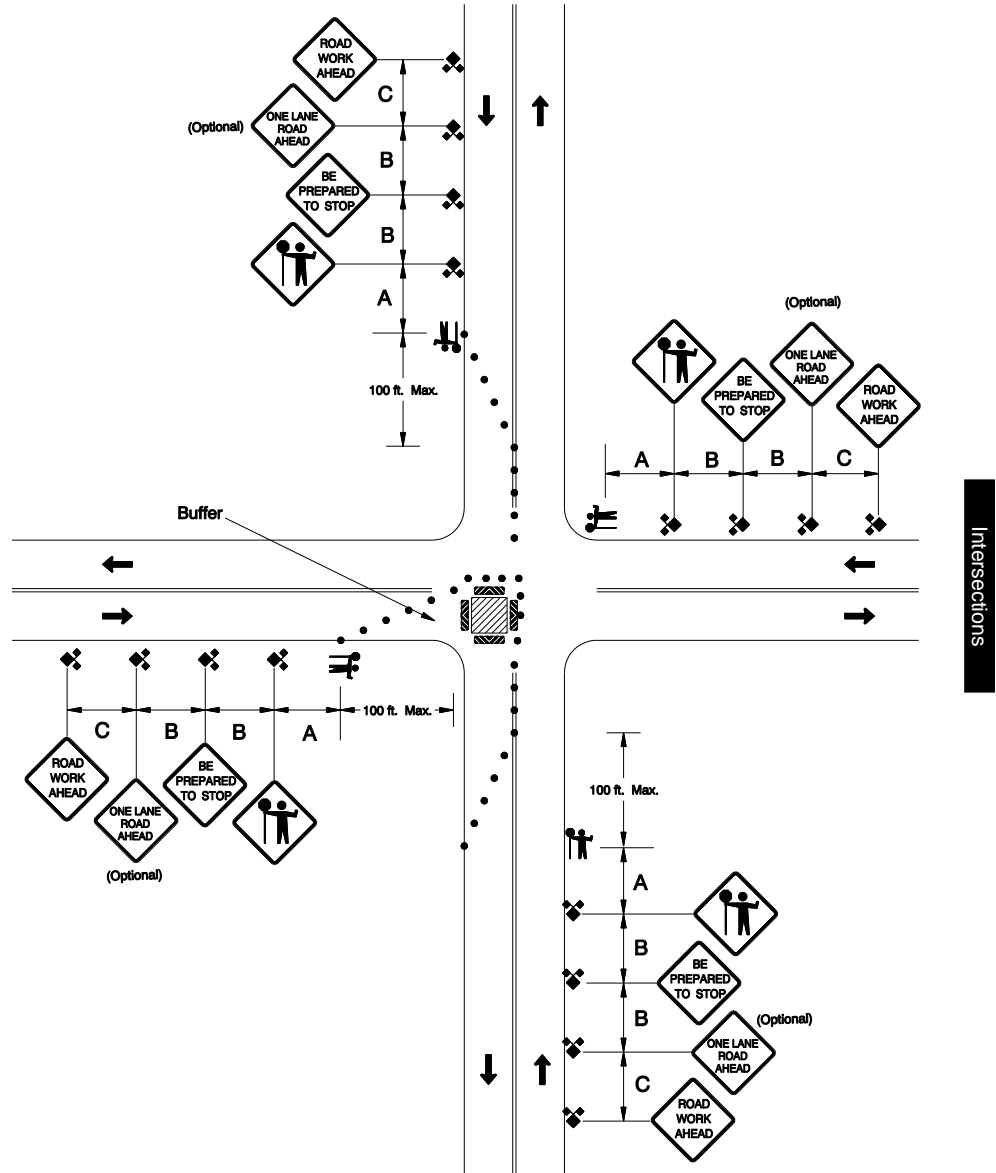 ROAD
WORK
AHEAD
C
(Optional)
ONE LANE
ROAD
AHEAD
B
BE
PREPARED
TO STOP
B
A
100 ft. Max.
(Optional)
BE
PREPARED
TO STOP
ONE LANE
ROAD
AHEAD
ROAD
WORK
AHEAD
A
B
B
C
Buffer
Intersections
100 ft. Max.
C
B
B
A
ROAD
WORK
AHEAD
ONE LANE
ROAD
AHEAD
BE
PREPARED
TO STOP
(Optional)
100 ft. Max.
A
B
BE
PREPARED
TO STOP
B
(Optional)
ONE LANE
ROAD
AHEAD
C
ROAD
WORK
AHEAD